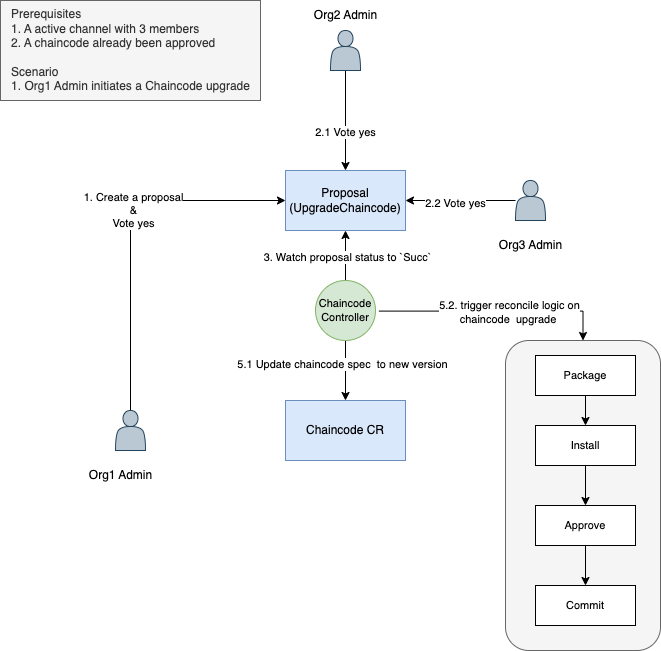 Prerequisites
1. A active channel with 3 members
2. A chaincode already been approved
Scenario
1. Org1 Admin initiates a Chaincode upgrade
Org2 Admin
2.1 Vote yes
1. Create a proposal
&
Vote yes
Proposal
(UpgradeChaincode)
2.2 Vote yes
Org3 Admin
3. Watch proposal status to `Succ`
Chaincode
Controller
5.2. trigger reconcile logic on
chaincode upgrade
5.1 Update chaincode spec to new version
Package
Chaincode CR
Install
Org1 Admin
Approve
Commit